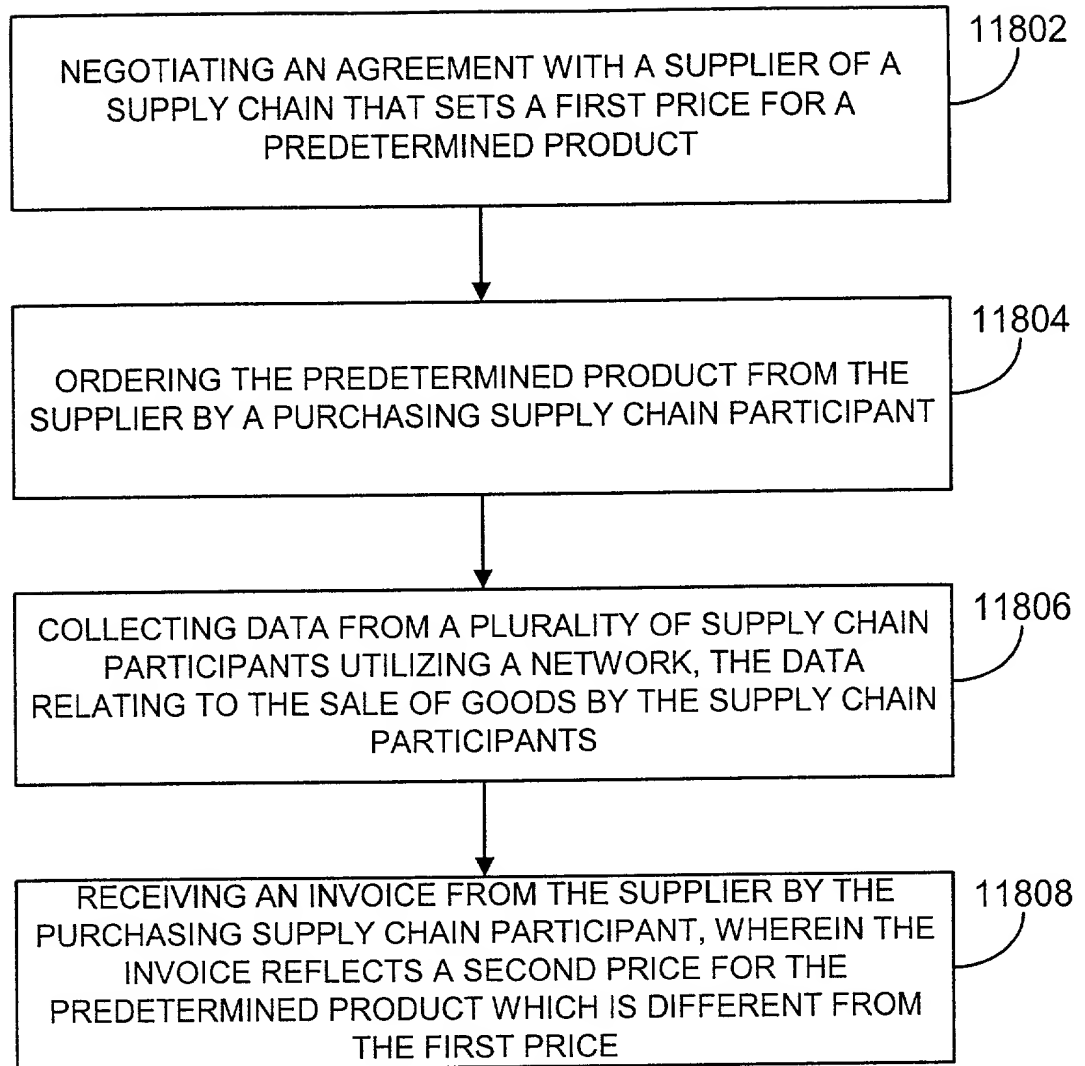 11802
NEGOTIATING AN AGREEMENT WITH A SUPPLIER OF A
SUPPLY CHAIN THAT SETS A FIRST PRICE FOR A
PREDETERMINED PRODUCT
11804
ORDERING THE PREDETERMINED PRODUCT FROM THE
SUPPLIER BY A PURCHASING SUPPLY CHAIN PARTICIPANT
11806
COLLECTING DATA FROM A PLURALITY OF SUPPLY CHAIN
PARTICIPANTS UTILIZING A NETWORK, THE DATA
RELATING TO THE SALE OF GOODS BY THE SUPPLY CHAIN
PARTICIPANTS
11808
RECEIVING AN INVOICE FROM THE SUPPLIER BY THE
PURCHASING SUPPLY CHAIN PARTICIPANT, WHEREIN THE
INVOICE REFLECTS A SECOND PRICE FOR THE
PREDETERMINED PRODUCT WHICH IS DIFFERENT FROM
THE FIRST PRICE